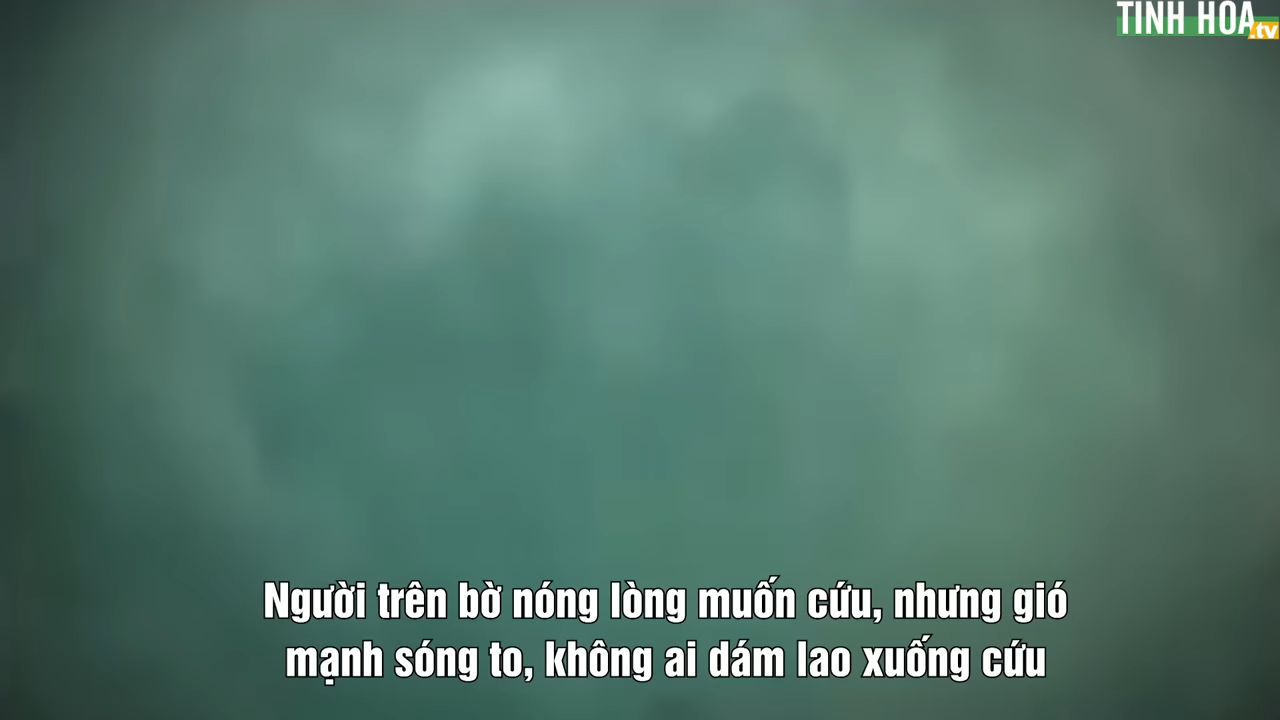 TINH HOA
.tv
Người trên bờ nóng lòng muốn cứu, nhưng gió
mạnh sóng to, không ai dám lao xuống cứu